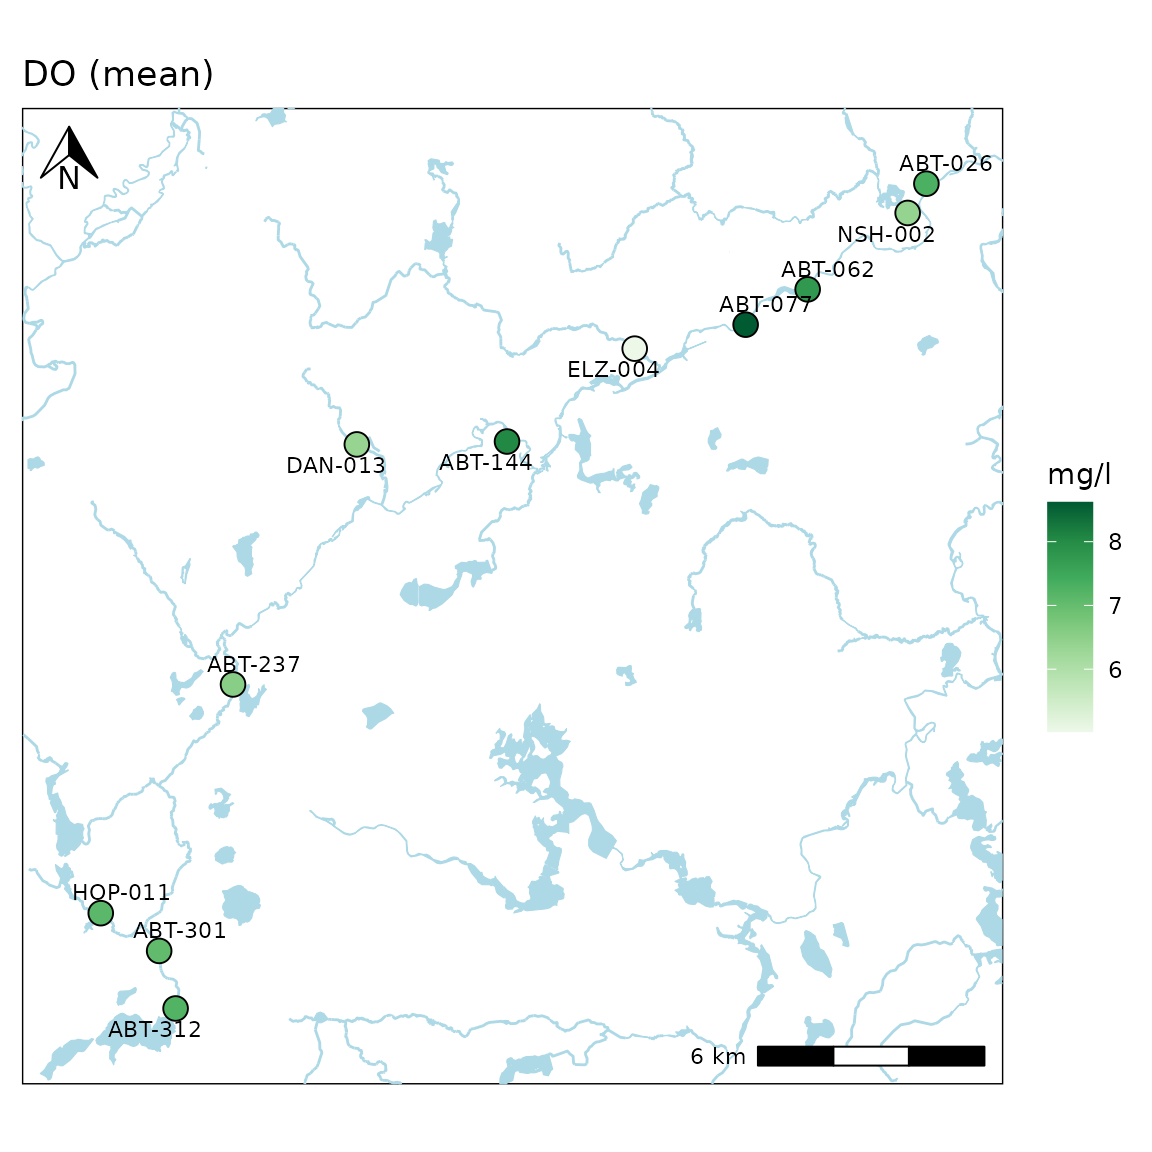 DO (mean)
N
ABT-026
NSH-002
ABT-062
ABT-077
ELZ-004
DAN-013
ABT-144
mg/l
8
7
6
ABT-237
HOP-011
ABT-301
ABT-312
6 km